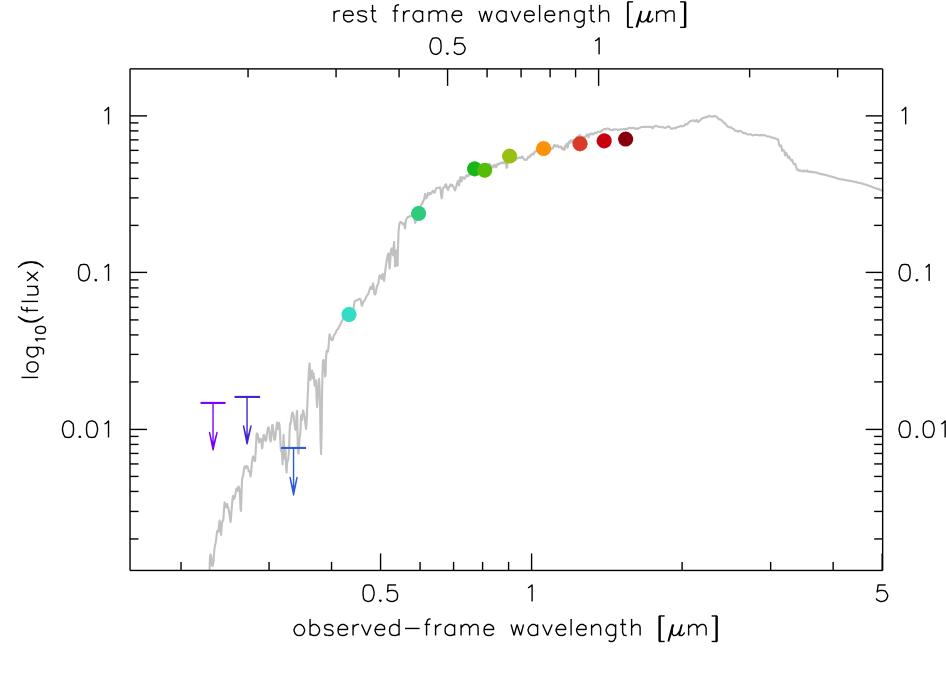 rest frame wavelength [μm]
0.5 1
1 1
0.1 0.1
0.01 0.01
log10(flux)
0.5 1 5
observed-frame wavelength [μm]